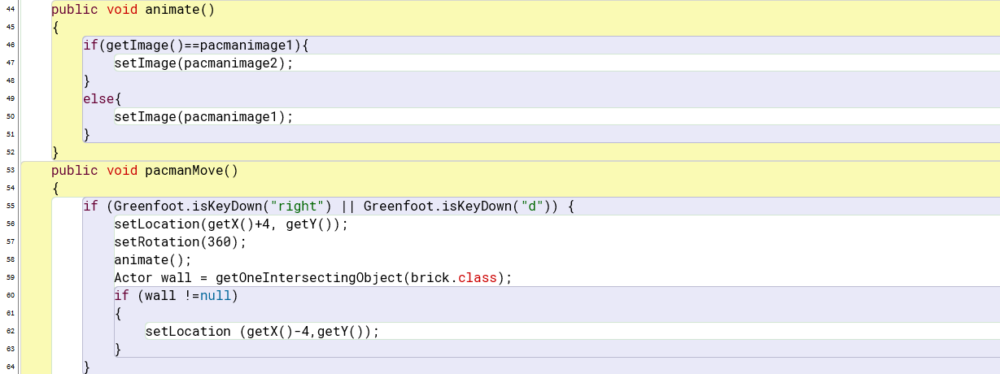 44 public void animate()
45 {
46 if(getImage()==pacmanimage1){
47 setImage(pacmanimage2);
48 }
49 else{
50 setImage(pacmanimage1);
51 }
52 }
53 public void pacmanMove()
54 {
55 if (Greenfoot.isKeyDown("right") || Greenfoot.isKeyDown("d")) {
56 setLocation(getX()+4, getY());
57 setRotation(360);
58 animate();
59 Actor wall = getOneIntersectingObject(brick.class);
60 if (wall !=null)
61 {
62 setLocation (getX()-4,getY());
63 }
64 }